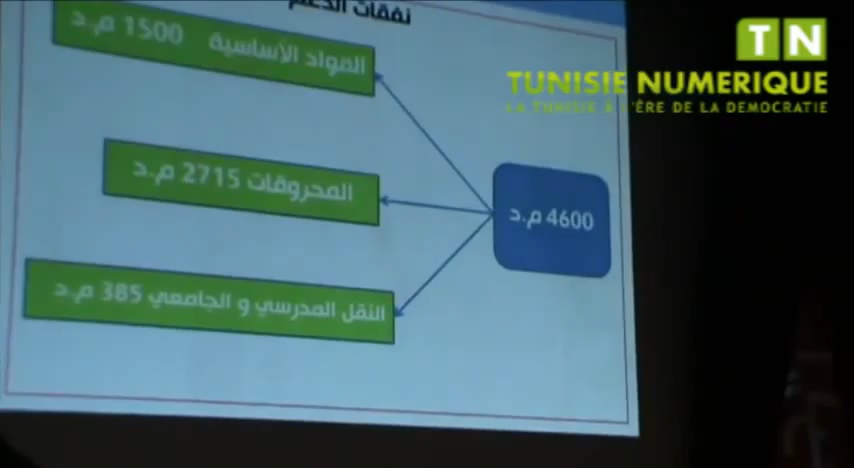 نفقات الدعم
المواد الأساسية 1500 م.د
المحروقات 2715 م.د
النقل المدرسي و الجامعي 385 م.د
4600 م.د
TN
TUNISIE NUMERIQUE
LA TUNISIE À L'ÈRE DE LA DEMOCRATIE